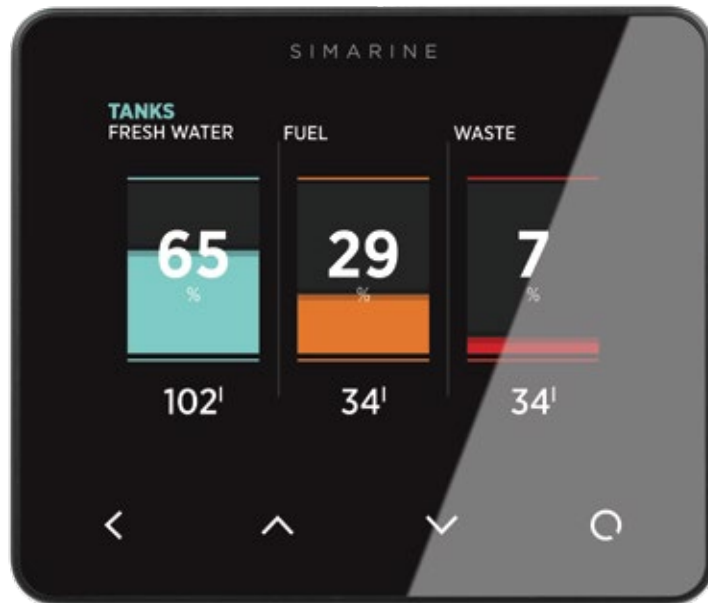 SIMARINE
TANKS
FRESH WATER
FUEL
WASTE
65
%
29
%
7
%
102l
34l
34l